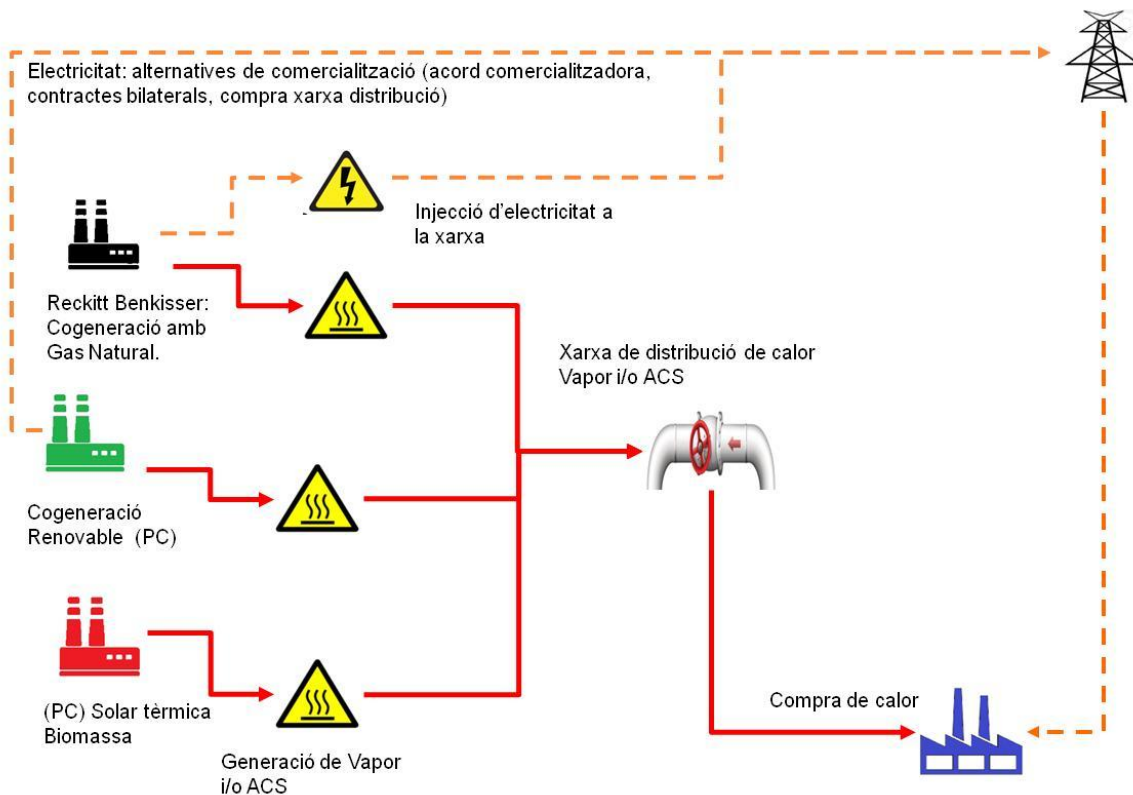 Electricitat: alternatives de comercialització (acord comercialitzadora,
contractes bilaterals, compra xarxa distribució)
Injecció d'electricitat a
la xarxa
Reckitt Benkisser:
Cogeneració amb
Gas Natural.
Xarxa de distribució de calor
Vapor i/o ACS
Cogeneració
Renovable (PC)
(PC) Solar tèrmica
Biomassa
Generació de Vapor
i/o ACS
Compra de calor